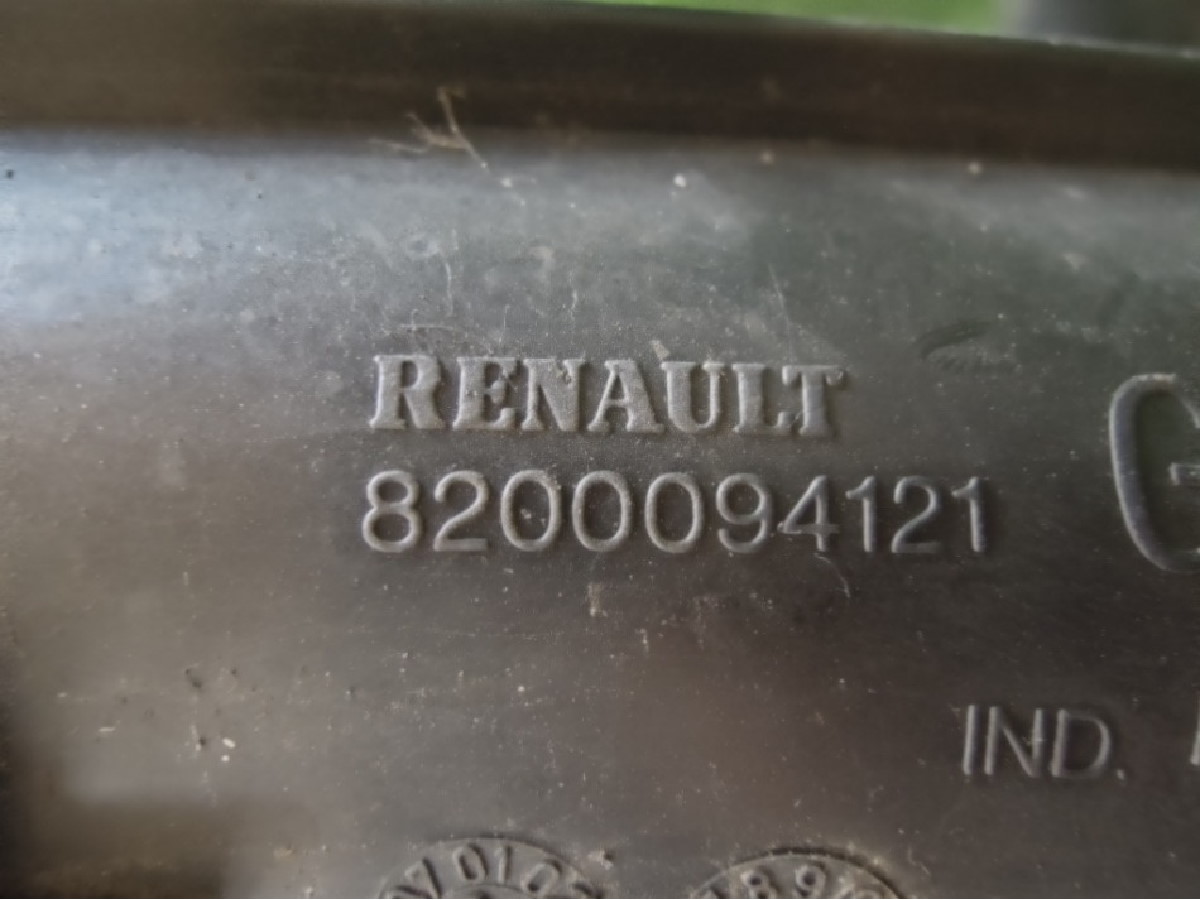 RENAULT
8200094121
G
IND.